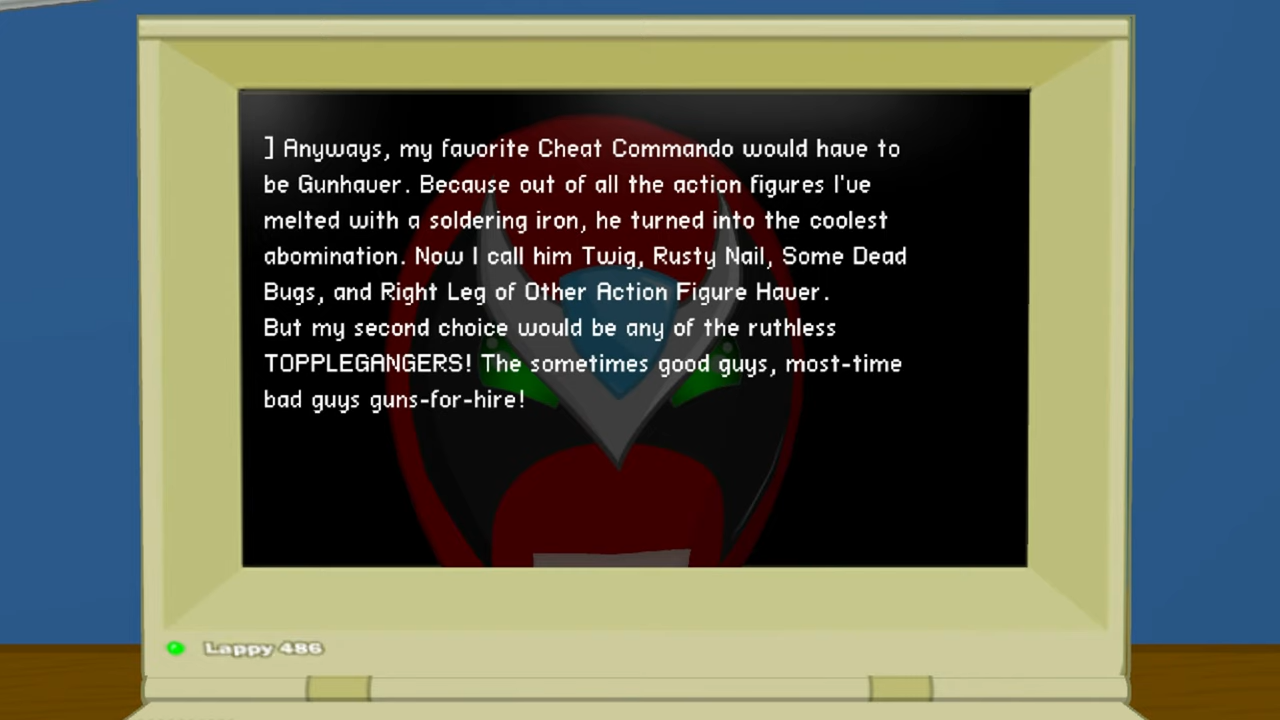 ] Anyways, my favorite Cheat Commando would have to
be Gunhaver. Because out of all the action figures I've
melted with a soldering iron, he turned into the coolest
abomination. Now I call him Twig, Rusty Nail, Some Dead
Bugs, and Right Leg of Other Action Figure Haver.
But my second choice would be any of the ruthless
TOPPLEGANGERS! The sometimes good guys, most-time
bad guys guns-for-hire!
Lappy 486